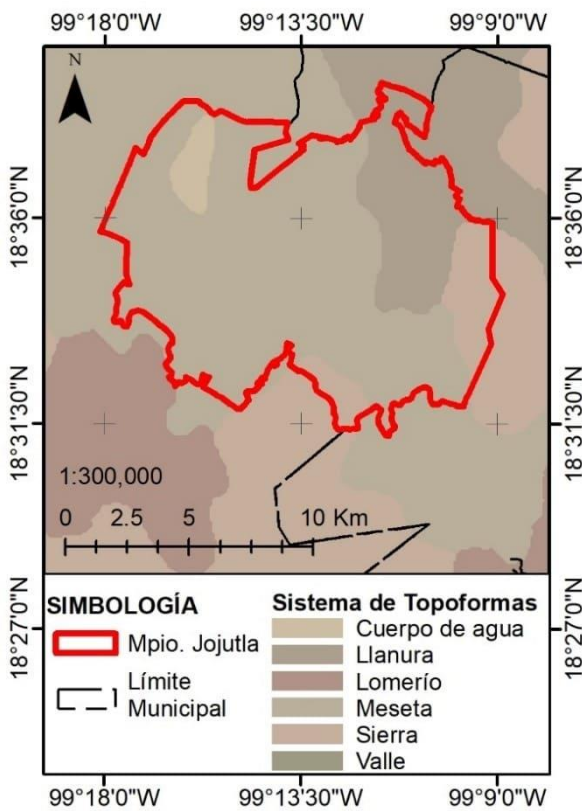 99°18'0"W 99°13'30"W 99°9'0"W
N
18°36'0"N 18°36'0"N
18°31'30"N 18°31'30"N
1:300,000
0 2.5 5 10 Km
SIMBOLOGÍA
Mpio. Jojutla
Límite
Municipal
Sistema de Topoformas
Cuerpo de agua
Llanura
Lomerío
Meseta
Sierra
Valle
18°27'0"N 18°27'0"N
99°18'0"W 99°13'30"W 99°9'0"W